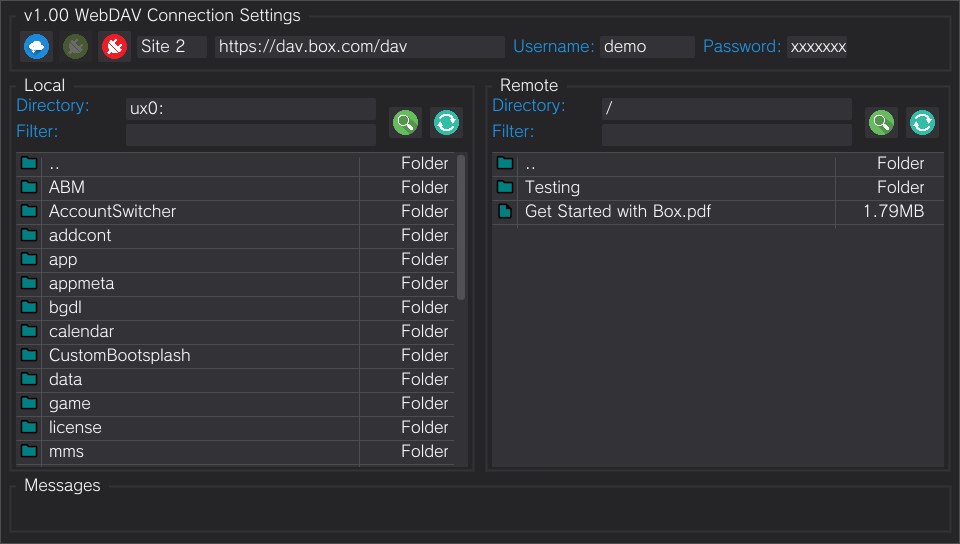 v1.00 WebDAV Connection Settings
Site 2 https://dav.box.com/dav Username: demo Password: xxxxxxx
Local
Directory: ux0:
Filter:
.. Folder
ABM Folder
AccountSwitcher Folder
addcont Folder
app Folder
appmeta Folder
bgdl Folder
calendar Folder
CustomBootsplash Folder
data Folder
game Folder
license Folder
mms Folder
Remote
Directory: /
Filter:
.. Folder
Testing Folder
Get Started with Box.pdf 1.79MB
Messages